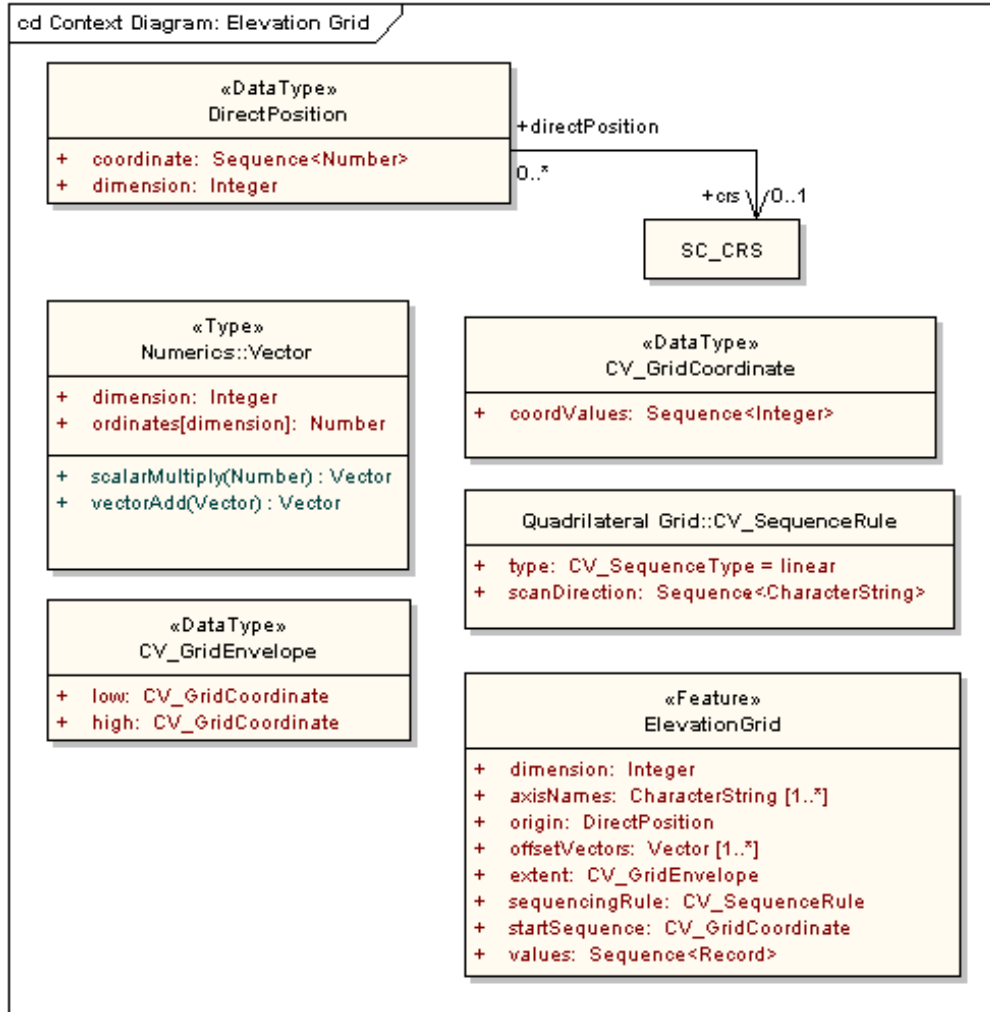 cd Context Diagram: Elevation Grid
«DataType»
DirectPosition
+ coordinate: Sequence<Number>
+ dimension: Integer
+directPosition
0..*
+crs 0..1
SC_CRS
«Type»
Numerics::Vector
+ dimension: Integer
+ ordinates[dimension]: Number
+ scalarMultiply(Number) : Vector
+ vectorAdd(Vector) : Vector
«DataType»
CV_GridCoordinate
+ coordValues: Sequence<Integer>
Quadrilateral Grid::CV_SequenceRule
+ type: CV_SequenceType = linear
+ scanDirection: Sequence<CharacterString>
«DataType»
CV_GridEnvelope
+ low: CV_GridCoordinate
+ high: CV_GridCoordinate
«Feature»
ElevationGrid
+ dimension: Integer
+ axisNames: CharacterString [1..*]
+ origin: DirectPosition
+ offsetVectors: Vector [1..*]
+ extent: CV_GridEnvelope
+ sequencingRule: CV_SequenceRule
+ startSequence: CV_GridCoordinate
+ values: Sequence<Record>